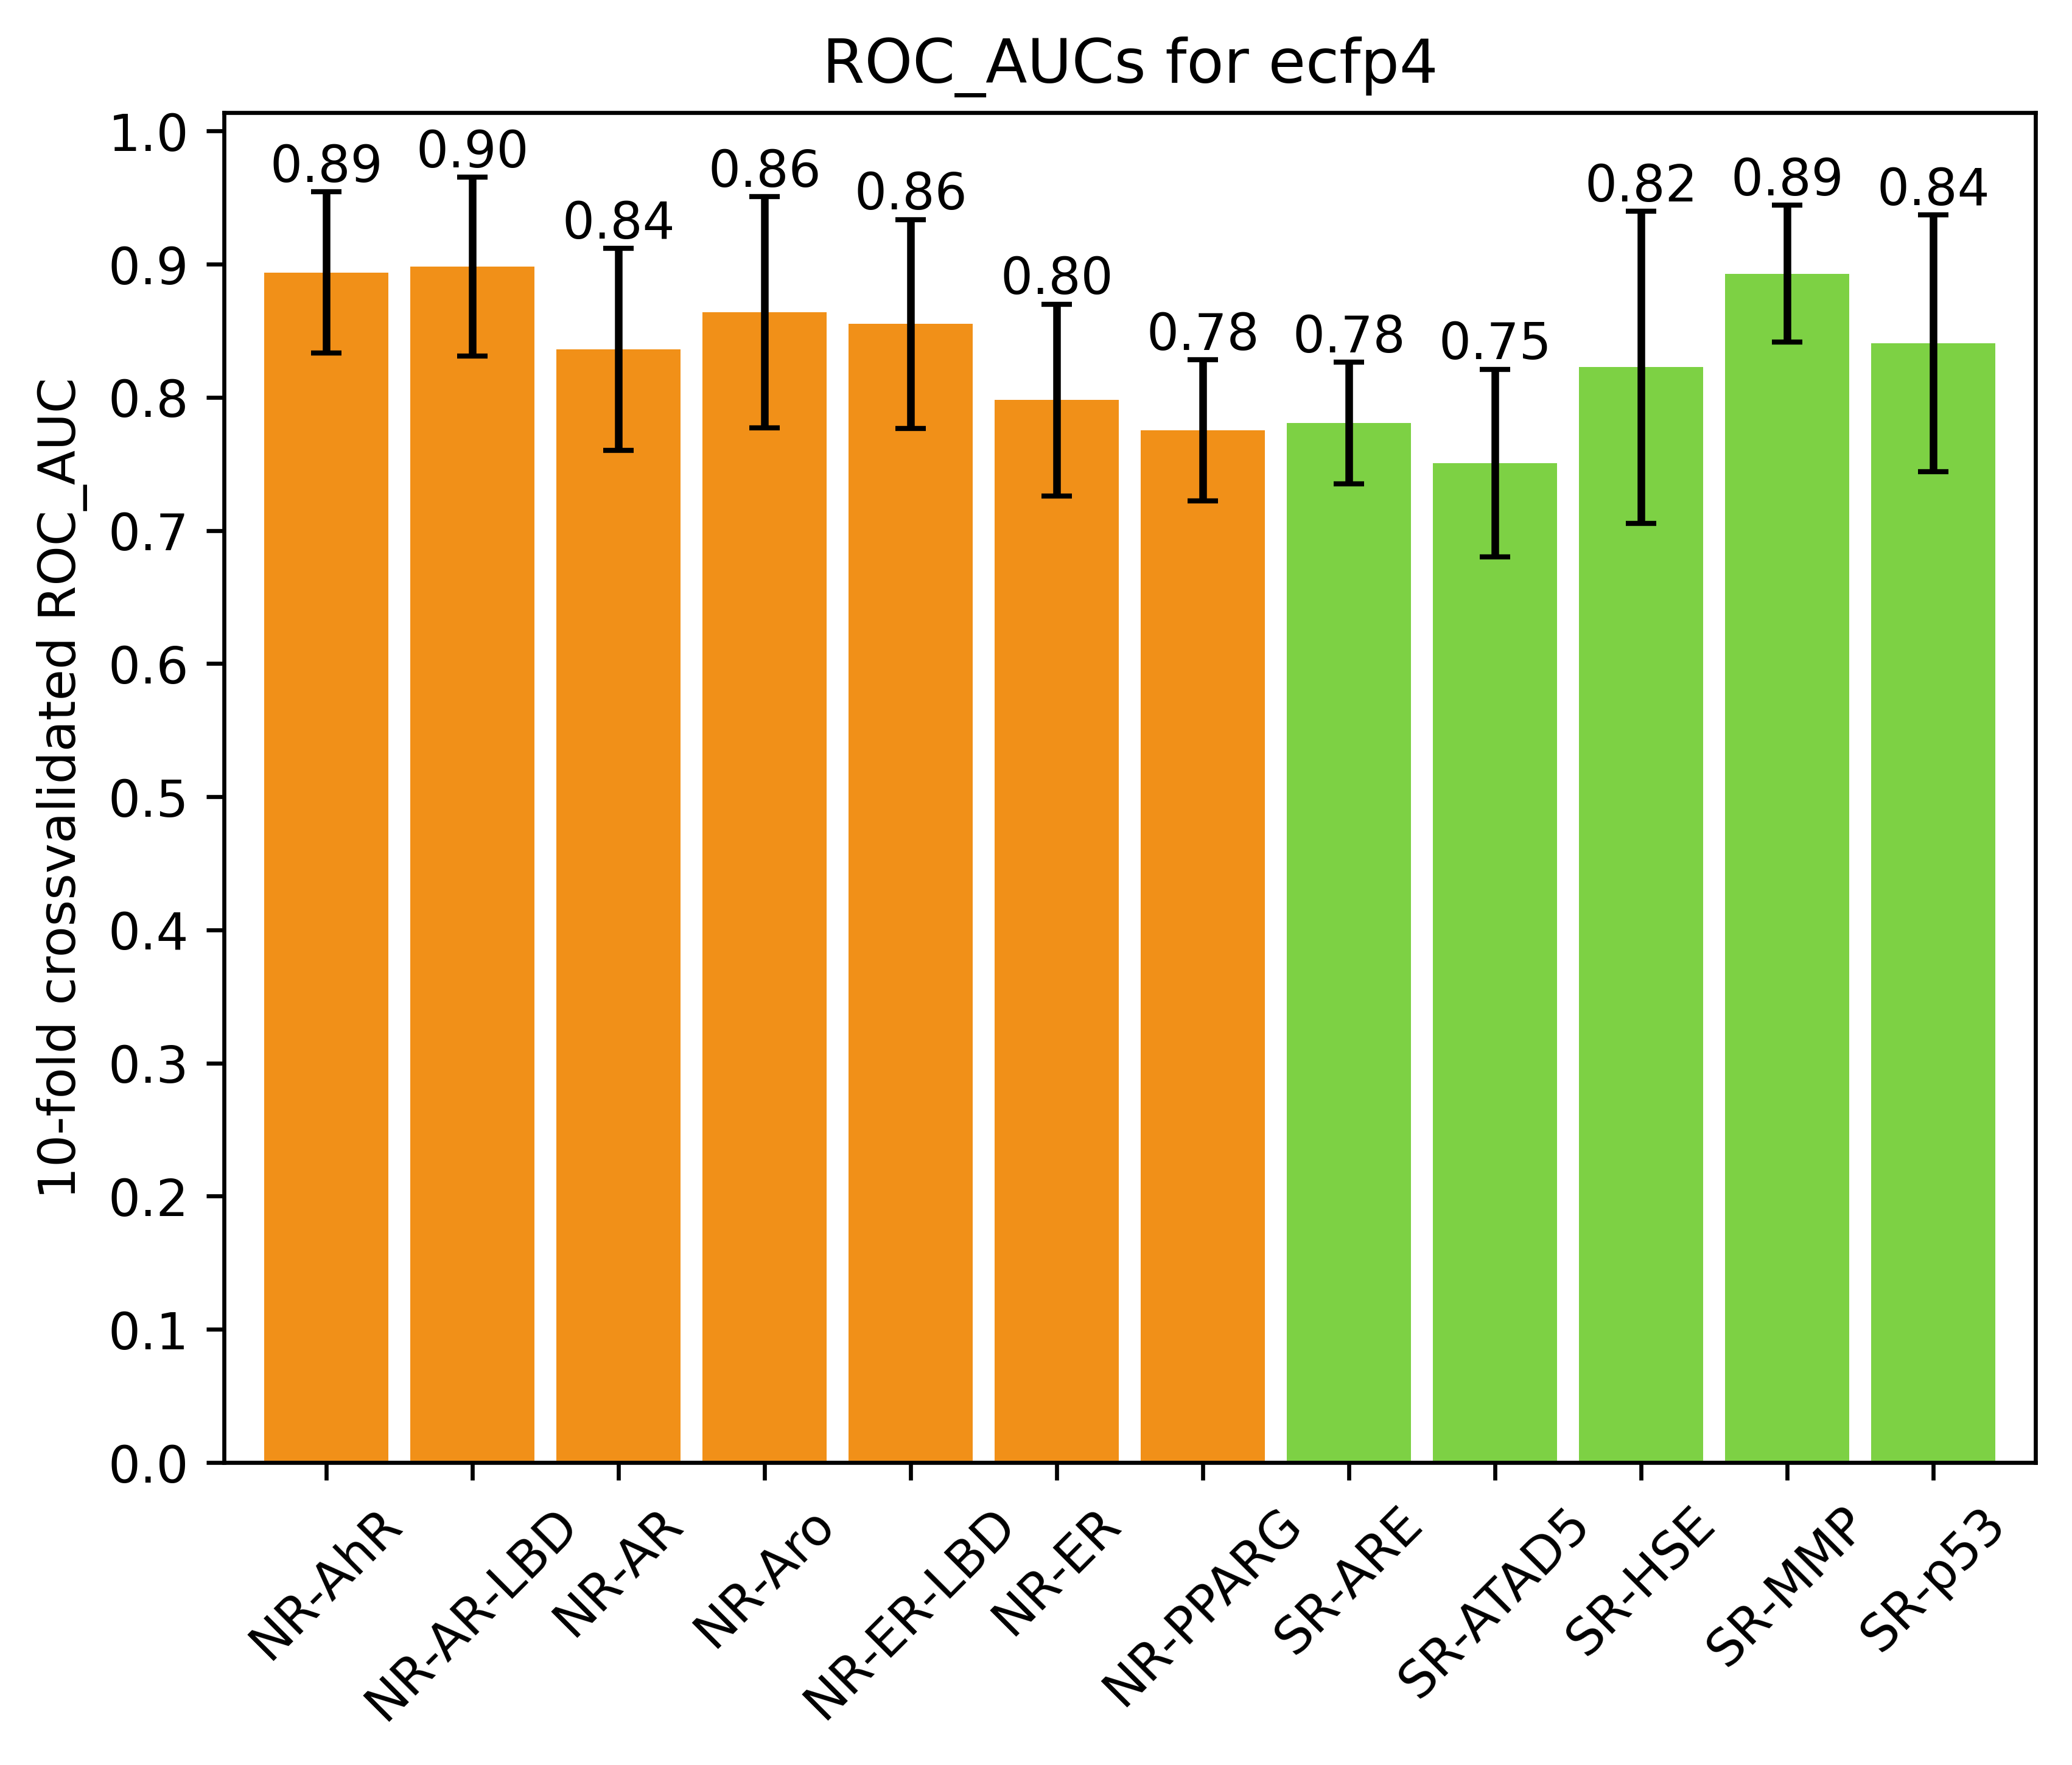 ROC_AUCs for ecfp4
10-fold crossvalidated ROC_AUC
1.0
0.9
0.8
0.7
0.6
0.5
0.4
0.3
0.2
0.1
0.0
0.89
0.90
0.84
0.86
0.86
0.80
0.78
0.78
0.75
0.82
0.89
0.84
NR-AhR
NR-AR-LBD
NR-AR
NR-Aro
NR-ER-LBD
NR-ER
NR-PPARG
SR-ARE
SR-ATAD5
SR-HSE
SR-MMP
SR-p53